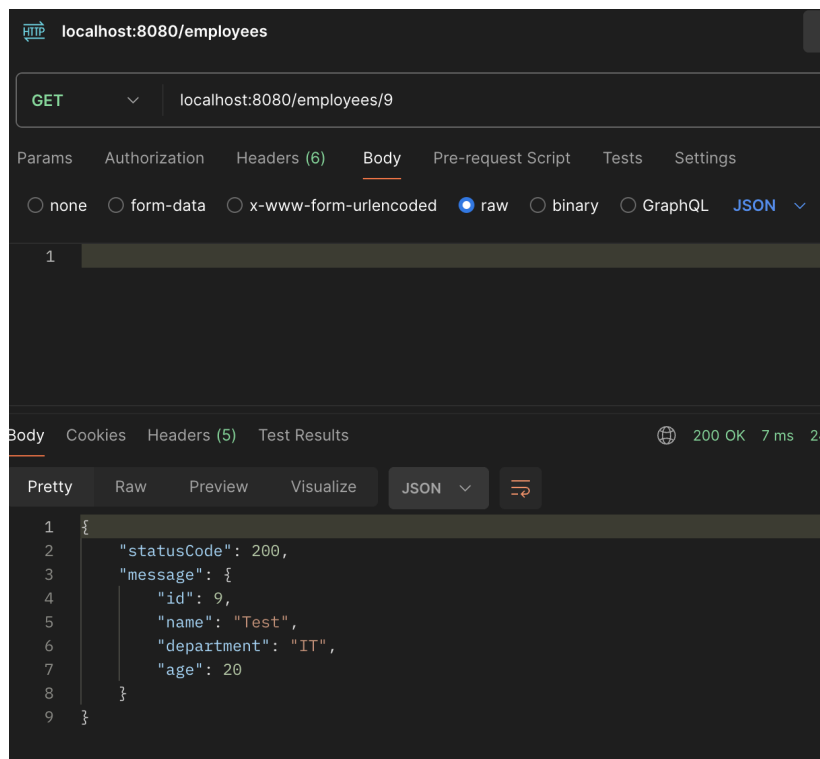 HTTP localhost:8080/employees
GET localhost:8080/employees/9
Params Authorization Headers (6) Body Pre-request Script Tests Settings
none form-data x-www-form-urlencoded raw binary GraphQL JSON
1
Body Cookies Headers (5) Test Results 200 OK 7 ms
Pretty Raw Preview Visualize JSON
1 {
2 "statusCode": 200,
3 "message": {
4 "id": 9,
5 "name": "Test",
6 "department": "IT",
7 "age": 20
8 }
9 }